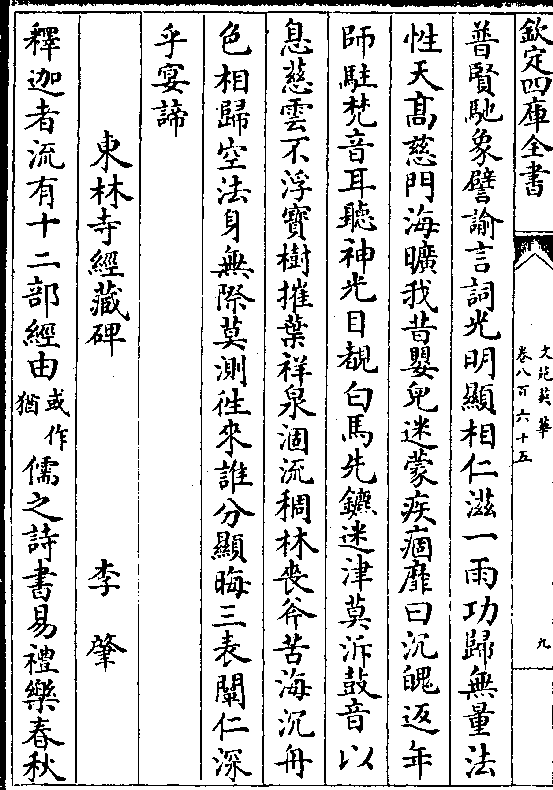 欽定四庫全書
文苑英華
卷八百六十五
九
普賢馳象譬諭言詞光明顯相仁滋一雨功歸無量法
性天髙慈門海曠我昔嬰兒迷蒙疾痼靡曰沉魄返年
師駐梵音耳聽神光目覩白馬先鑣迷津莫泝鼓音以
息慈雲不浮寳樹摧葉祥泉涸流稠林喪斧苦海沉舟
色相歸空法身無際莫測徃來誰分顯晦三表闡仁深
乎宴諦
東林寺經藏碑 李肇
釋迦者流有十二部經由或作猶儒之詩書易禮樂春秋